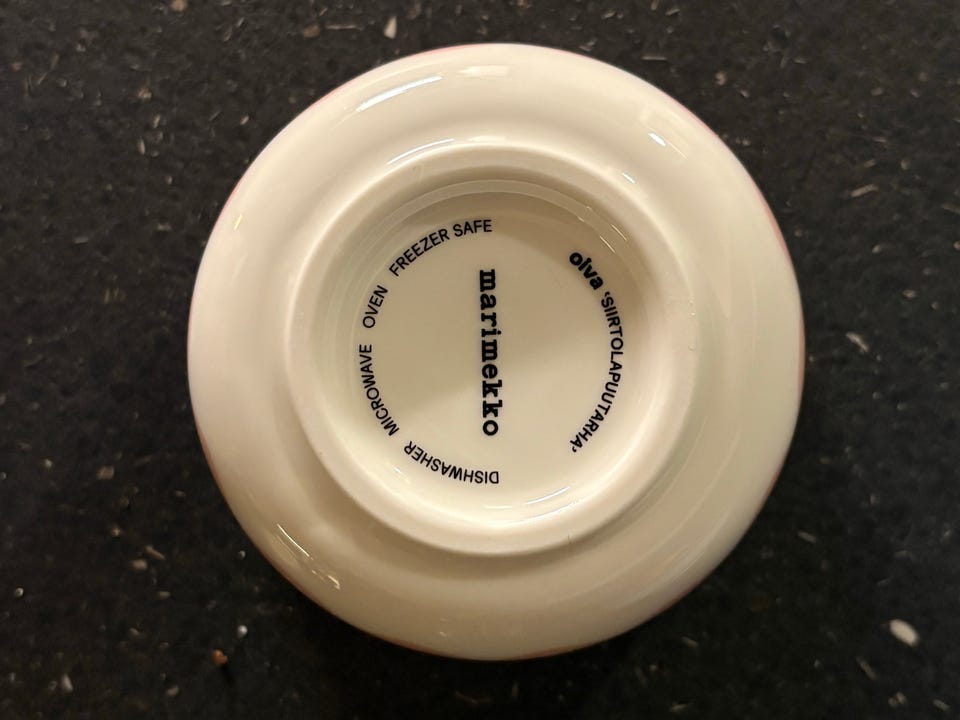 oiva ‘SIIRTOLAPUUTARHA’
marimekko
DISHWASHER MICROWAVE OVEN FREEZER SAFE